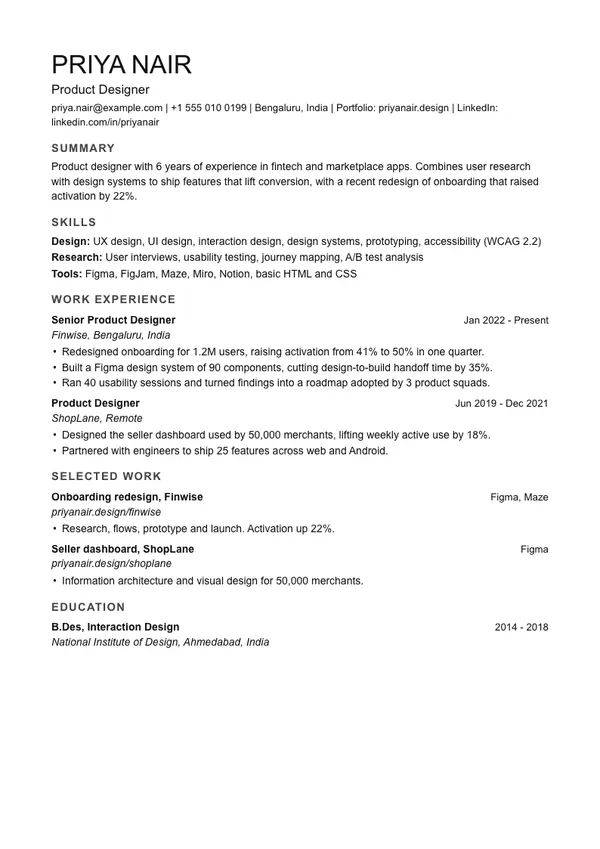 PRIYA NAIR
Product Designer
priya.nair@example.com | +1 555 010 0199 | Bengaluru, India | Portfolio: priyanair.design | LinkedIn:
linkedin.com/in/priyanair
SUMMARY
Product designer with 6 years of experience in fintech and marketplace apps. Combines user research
with design systems to ship features that lift conversion, with a recent redesign of onboarding that raised
activation by 22%.
SKILLS
Design: UX design, UI design, interaction design, design systems, prototyping, accessibility (WCAG 2.2)
Research: User interviews, usability testing, journey mapping, A/B test analysis
Tools: Figma, FigJam, Maze, Miro, Notion, basic HTML and CSS
WORK EXPERIENCE
Senior Product Designer Jan 2022 - Present
Finwise, Bengaluru, India
• Redesigned onboarding for 1.2M users, raising activation from 41% to 50% in one quarter.
• Built a Figma design system of 90 components, cutting design-to-build handoff time by 35%.
• Ran 40 usability sessions and turned findings into a roadmap adopted by 3 product squads.
Product Designer Jun 2019 - Dec 2021
ShopLane, Remote
• Designed the seller dashboard used by 50,000 merchants, lifting weekly active use by 18%.
• Partnered with engineers to ship 25 features across web and Android.
SELECTED WORK
Onboarding redesign, Finwise Figma, Maze
priyanair.design/finwise
• Research, flows, prototype and launch. Activation up 22%.
Seller dashboard, ShopLane Figma
priyanair.design/shoplane
• Information architecture and visual design for 50,000 merchants.
EDUCATION
B.Des, Interaction Design 2014 - 2018
National Institute of Design, Ahmedabad, India